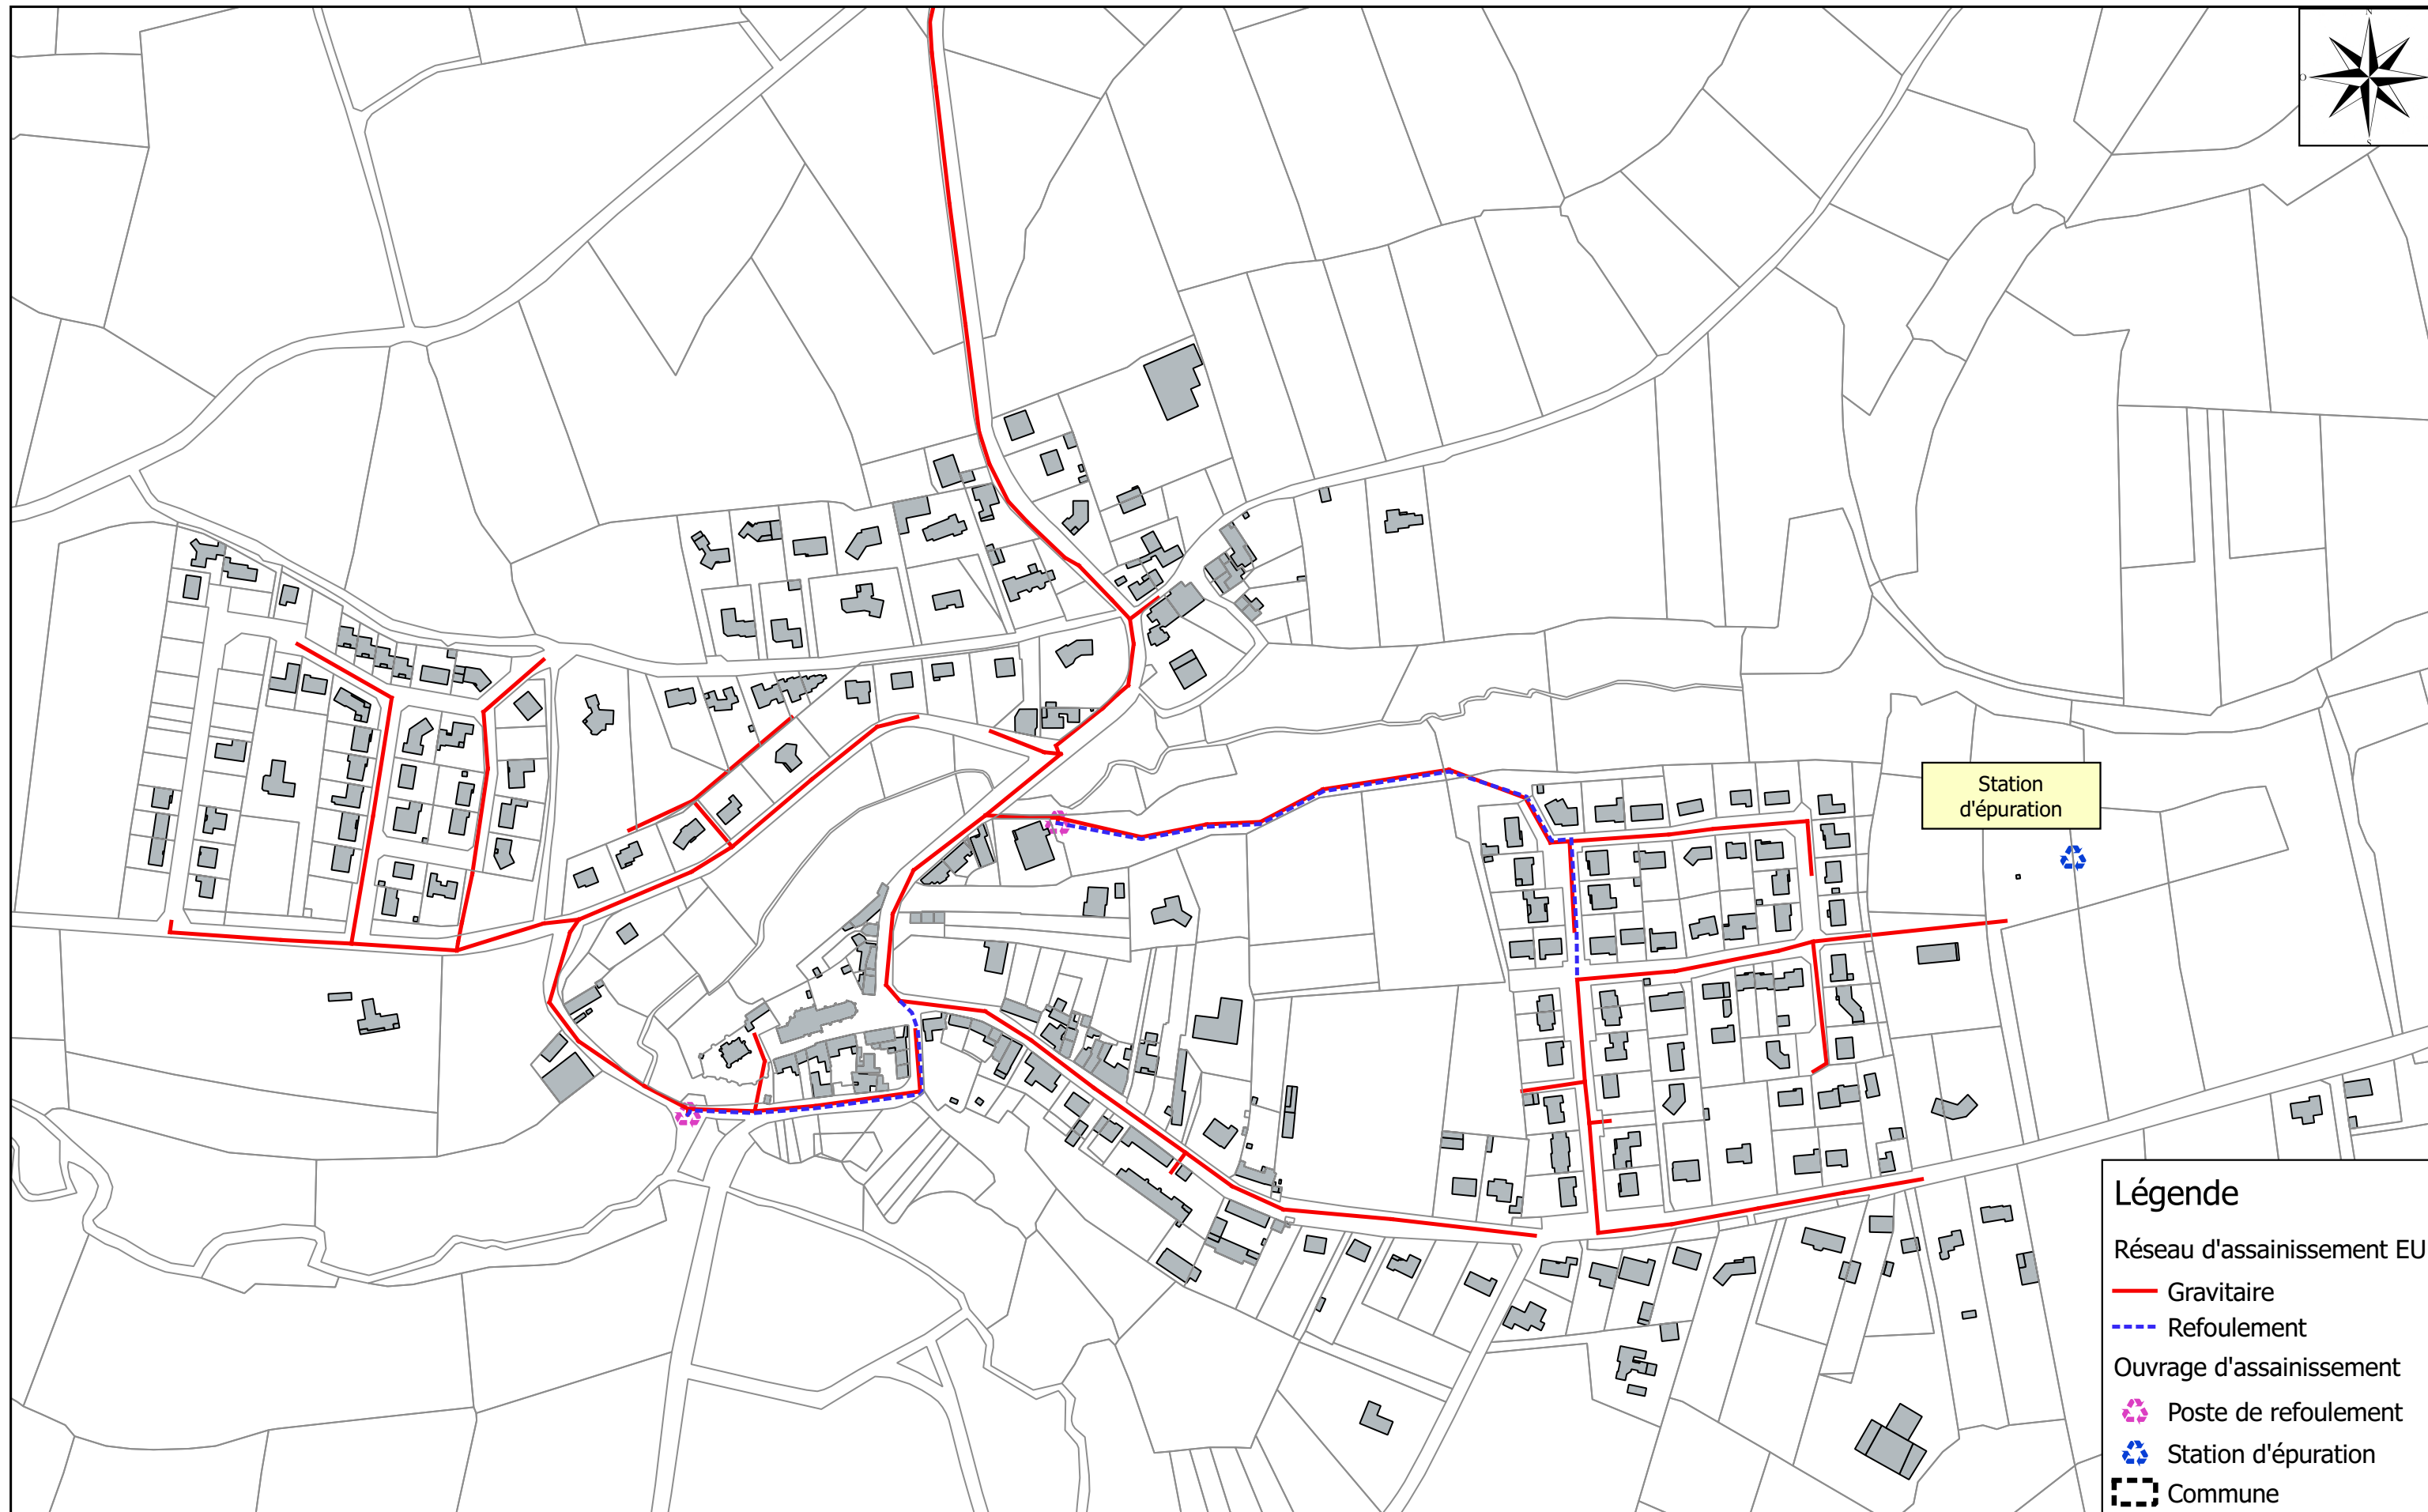 N
O
S
Station
d'épuration
Légende
Réseau d'assainissement EU
Gravitaire
Refoulement
Ouvrage d'assainissement
Poste de refoulement
Station d'épuration
Commune